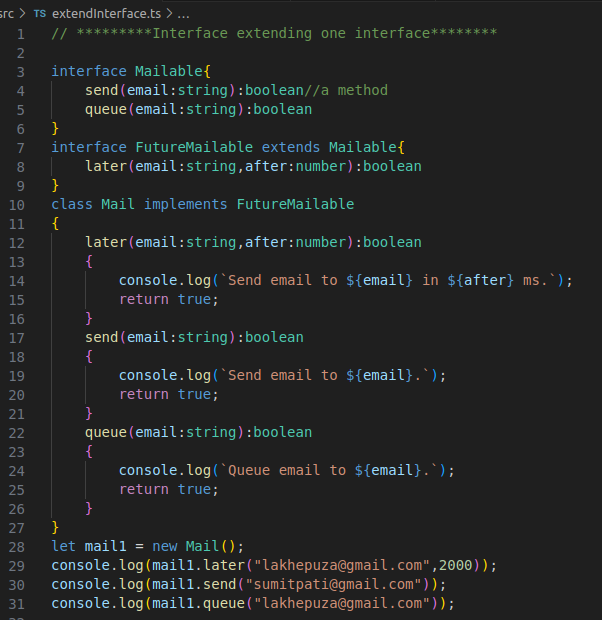 src > TS extendInterface.ts > ...
1 // *********Interface extending one interface********
2
3 interface Mailable{
4     send(email:string):boolean//a method
5     queue(email:string):boolean
6 }
7 interface FutureMailable extends Mailable{
8     later(email:string,after:number):boolean
9 }
10 class Mail implements FutureMailable
11 {
12     later(email:string,after:number):boolean
13     {
14         console.log(`Send email to ${email} in ${after} ms.`);
15         return true;
16     }
17     send(email:string):boolean
18     {
19         console.log(`Send email to ${email}.`);
20         return true;
21     }
22     queue(email:string):boolean
23     {
24         console.log(`Queue email to ${email}.`);
25         return true;
26     }
27 }
28 let mail1 = new Mail();
29 console.log(mail1.later("lakhepuza@gmail.com",2000));
30 console.log(mail1.send("sumitpati@gmail.com"));
31 console.log(mail1.queue("lakhepuza@gmail.com"));